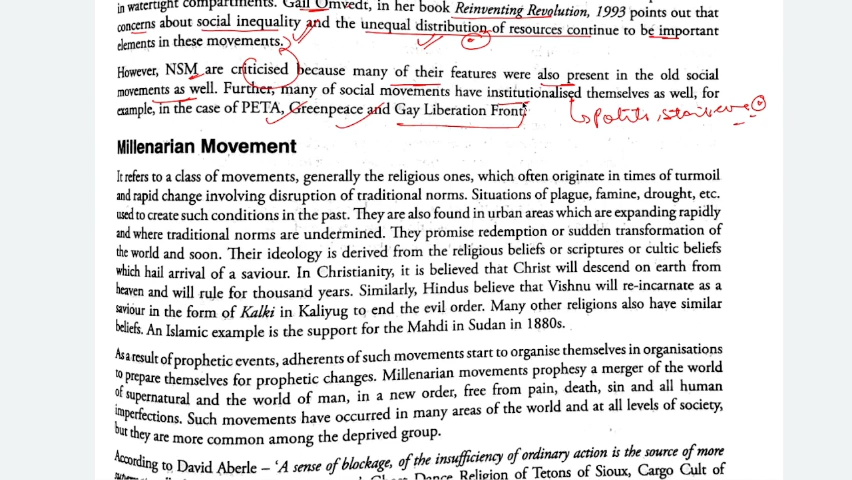 in watertight compartments. Gail Omvedt, in her book Reinventing Revolution, 1993 points out that
concerns about social inequality and the unequal distribution of resources continue to be important
elements in these movements.
However, NSM are criticised because many of their features were also present in the old social
movements as well. Further, many of social movements have institutionalised themselves as well, for
example, in the case of PETA, Greenpeace and Gay Liberation Front.
Millenarian Movement
It refers to a class of movements, generally the religious ones, which often originate in times of turmoil
and rapid change involving disruption of traditional norms. Situations of plague, famine, drought, etc.
used to create such conditions in the past. They are also found in urban areas which are expanding rapidly
and where traditional norms are undermined. They promise redemption or sudden transformation of
the world and soon. Their ideology is derived from the religious beliefs or scriptures or cultic beliefs
which hail arrival of a saviour. In Christianity, it is believed that Christ will descend on earth from
heaven and will rule for thousand years. Similarly, Hindus believe that Vishnu will re-incarnate as a
saviour in the form of Kalki in Kaliyug to end the evil order. Many other religions also have similar
beliefs. An Islamic example is the support for the Mahdi in Sudan in 1880s.
As a result of prophetic events, adherents of such movements start to organise themselves in organisations
to prepare themselves for prophetic changes. Millenarian movements prophesy a merger of the world
of supernatural and the world of man, in a new order, free from pain, death, sin and all human
imperfections. Such movements have occurred in many areas of the world and at all levels of society,
but they are more common among the deprived group.
According to David Aberle – 'A sense of blockage, of the insufficiency of ordinary action is the source of more
Dance Religion of Tetons of Sioux, Cargo Cult of